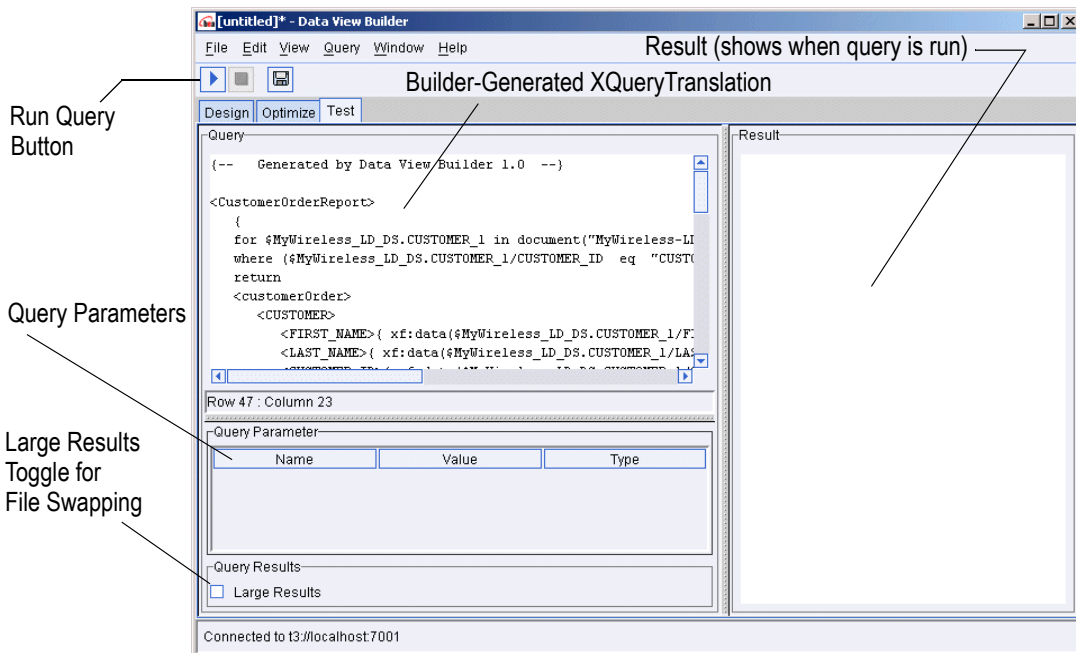 [untitled]* - Data View Builder
File Edit View Query Window Help
Result (shows when query is run)
Builder-Generated XQueryTranslation
Run Query
Button
Design Optimize Test
Query
Result
{-- Generated by Data View Builder 1.0 --}
<CustomerOrderReport>
{
for $MyWireless_LD_DS.CUSTOMER_1 in document("MyWireless-LD
where ($MyWireless_LD_DS.CUSTOMER_1/CUSTOMER_ID eq "CUSTO
return
<customerOrder>
<CUSTOMER>
<FIRST_NAME>{ xf:data($MyWireless_LD_DS.CUSTOMER_1/FI
<LAST_NAME>{ xf:data($MyWireless_LD_DS.CUSTOMER_1/LAS
Query Parameters
Row 47 : Column 23
Query Parameter
Name Value Type
Large Results
Toggle for
File Swapping
Query Results
Large Results
Connected to t3://localhost:7001